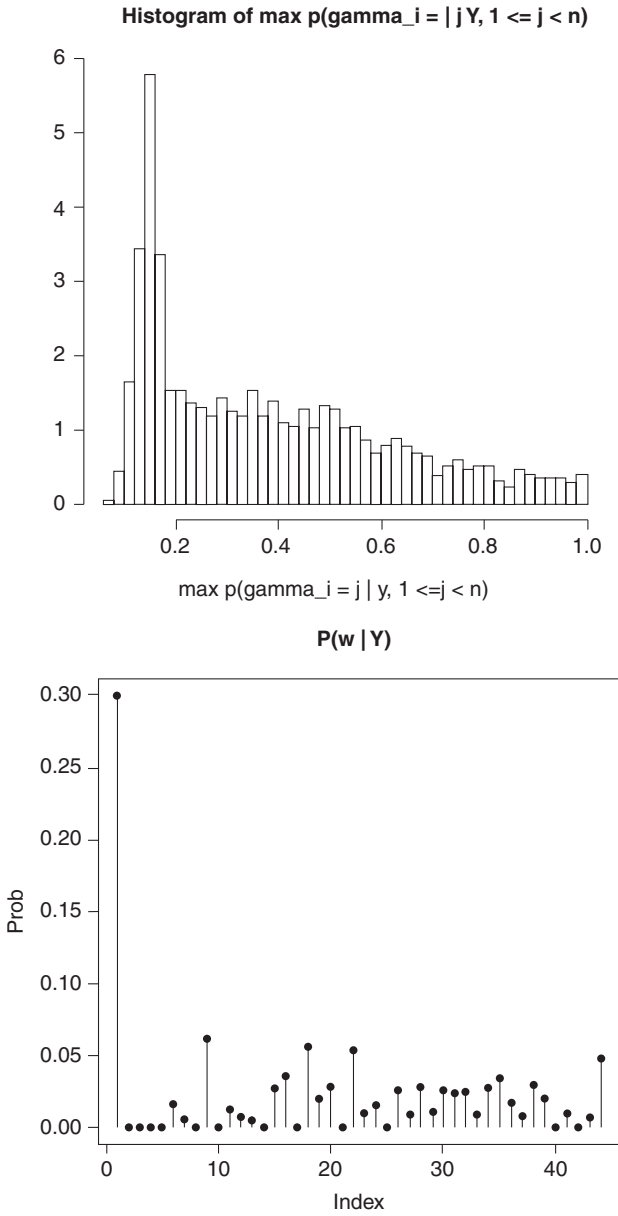 Histogram of max p(gamma_i = | j Y, 1 <= j < n)
6
5
4
3
2
1
0
0.2 0.4 0.6 0.8 1.0
max p(gamma_i = j | y, 1 <=j < n)
P(w | Y)
0.30
0.25
0.20
0.15
0.10
0.05
0.00
Prob
0 10 20 30 40
Index